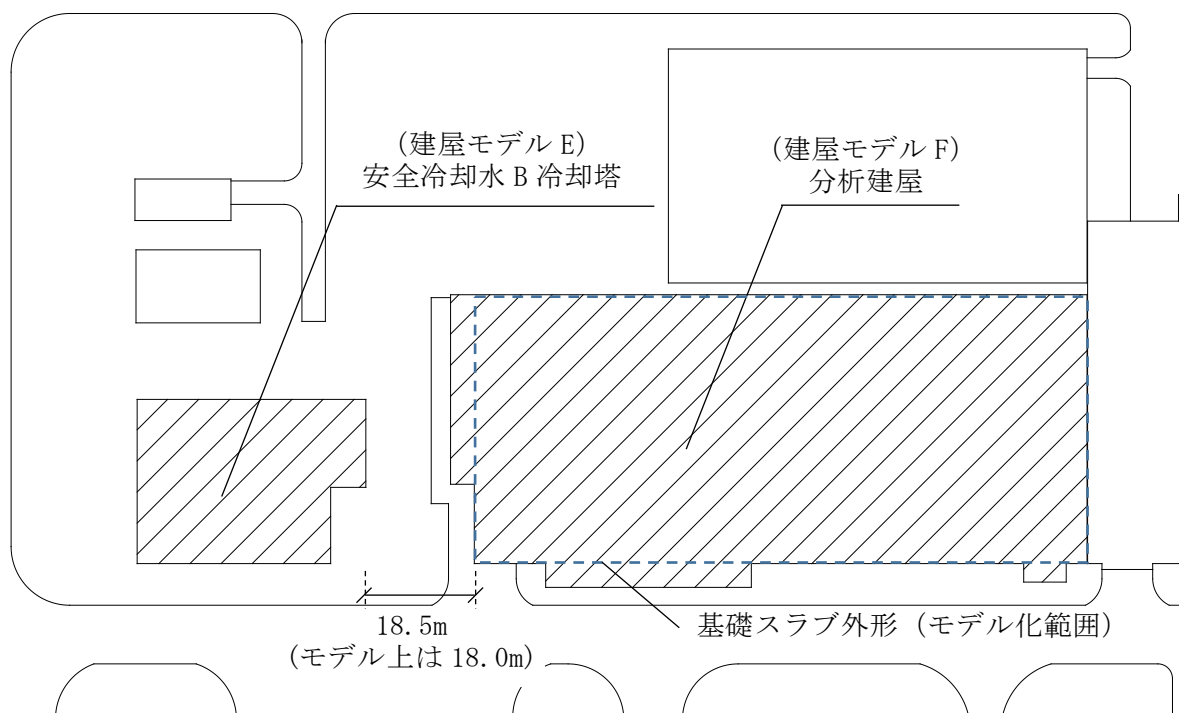 (建屋モデル E)
安全冷却水 B 冷却塔
(建屋モデル F)
分析建屋
18.5m
(モデル上は 18.0m)
基礎スラブ外形 (モデル化範囲)